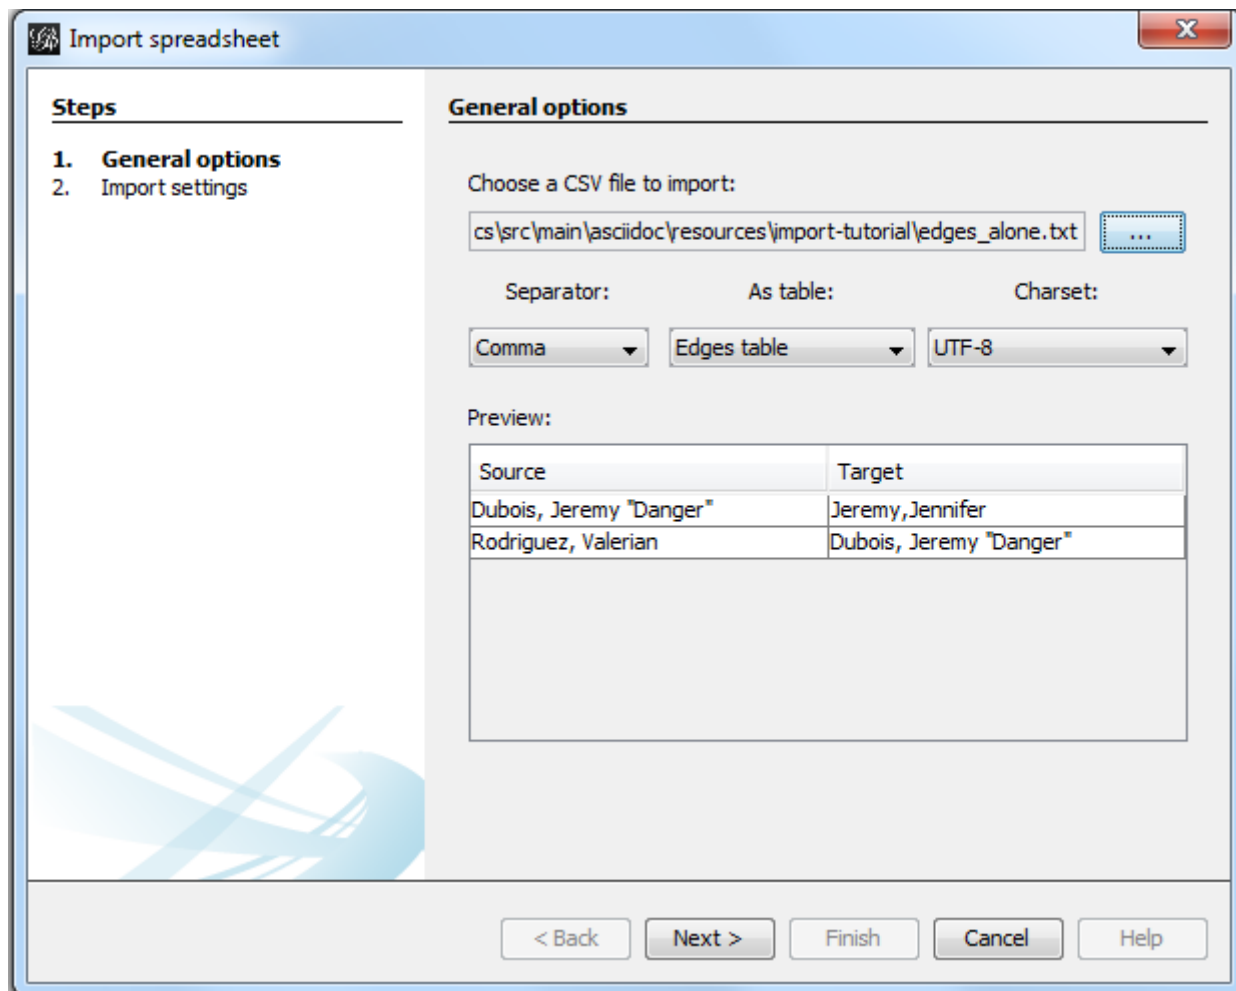 Import spreadsheet
Steps
1. General options
2. Import settings
General options
Choose a CSV file to import:
cs\src\main\asciidoc\resources\import-tutorial\edges_alone.txt ...
Separator: As table: Charset:
Comma Edges table UTF-8
Preview:
Source Target
Dubois, Jeremy "Danger" Jeremy,Jennifer
Rodriguez, Valerian Dubois, Jeremy "Danger"
< Back Next > Finish Cancel Help